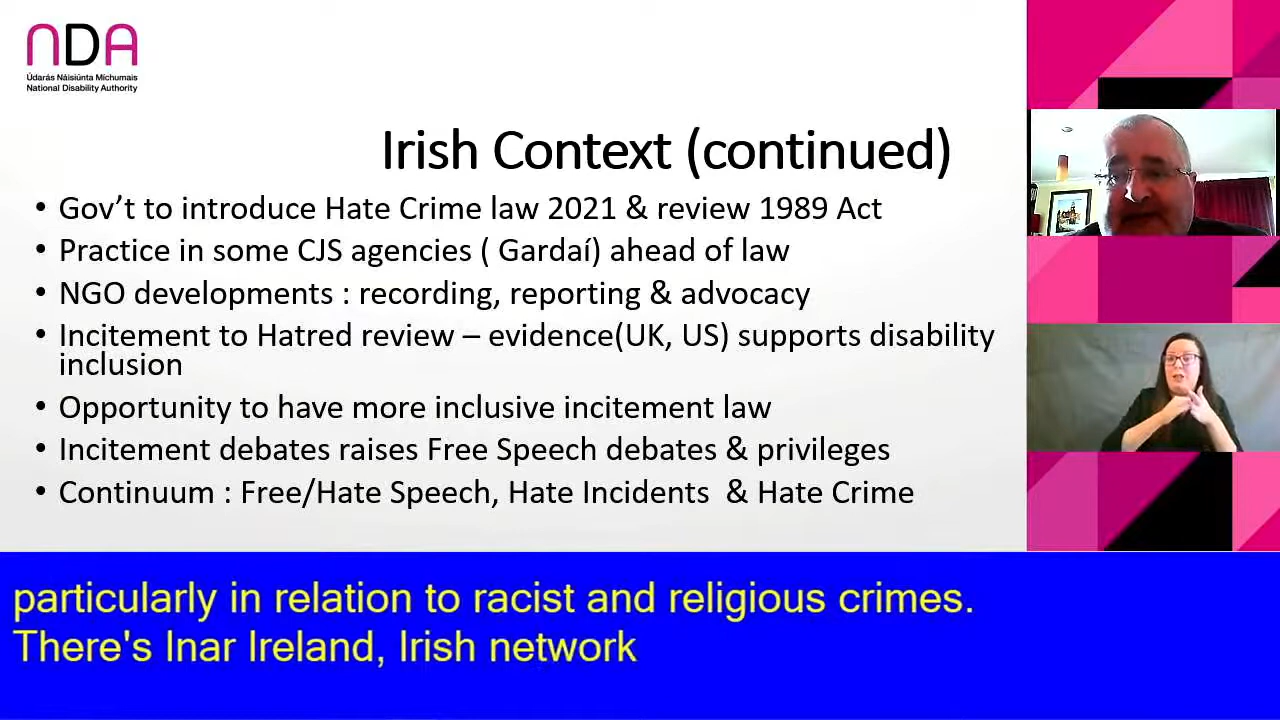 NDA
Údarás Náisiúnta Míchumais
National Disability Authority
Irish Context (continued)
• Gov’t to introduce Hate Crime law 2021 & review 1989 Act
• Practice in some CJS agencies ( Gardaí) ahead of law
• NGO developments : recording, reporting & advocacy
• Incitement to Hatred review – evidence(UK, US) supports disability
inclusion
• Opportunity to have more inclusive incitement law
• Incitement debates raises Free Speech debates & privileges
• Continuum : Free/Hate Speech, Hate Incidents & Hate Crime
particularly in relation to racist and religious crimes.
There's Inar Ireland, Irish network